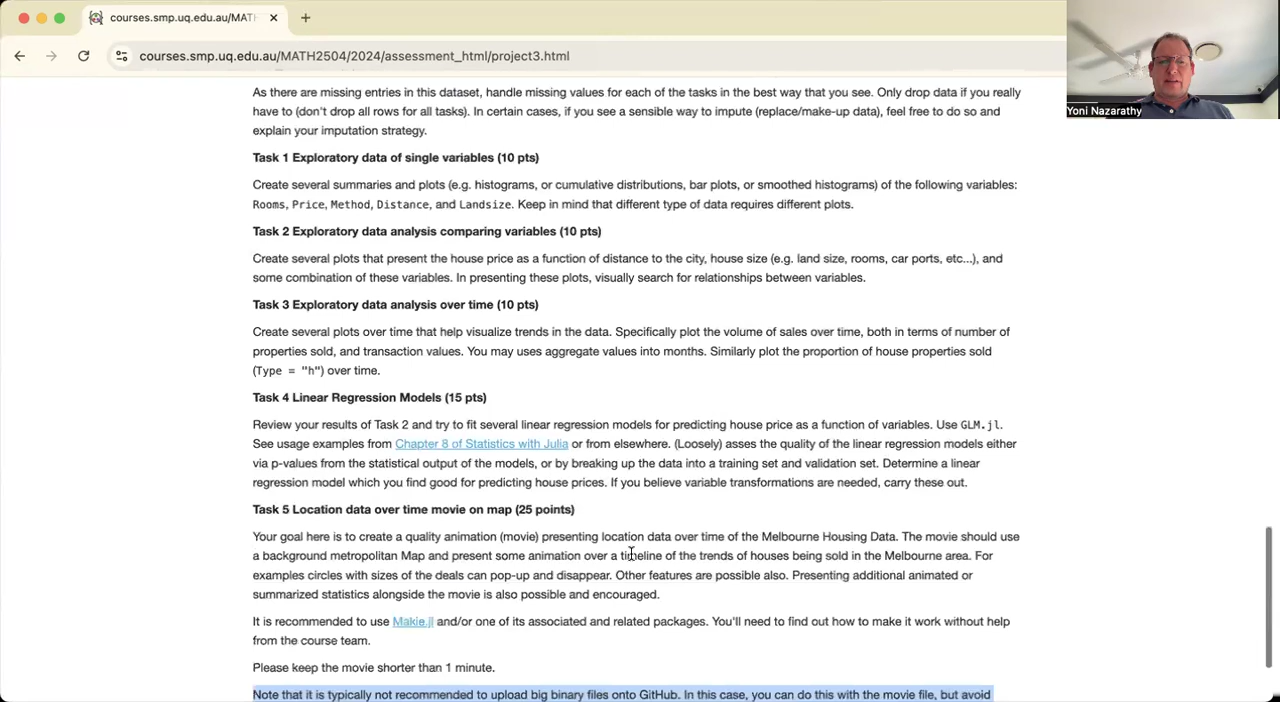 courses.smp.uq.edu.au/MAT
courses.smp.uq.edu.au/MATH2504/2024/assessment_html/project3.html
Yoni Nazarathy
As there are missing entries in this dataset, handle missing values for each of the tasks in the best way that you see. Only drop data if you really
have to (don't drop all rows for all tasks). In certain cases, if you see a sensible way to impute (replace/make-up data), feel free to do so and
explain your imputation strategy.
Task 1 Exploratory data of single variables (10 pts)
Create several summaries and plots (e.g. histograms, or cumulative distributions, bar plots, or smoothed histograms) of the following variables:
Rooms, Price, Method, Distance, and Landsize. Keep in mind that different type of data requires different plots.
Task 2 Exploratory data analysis comparing variables (10 pts)
Create several plots that present the house price as a function of distance to the city, house size (e.g. land size, rooms, car ports, etc...), and
some combination of these variables. In presenting these plots, visually search for relationships between variables.
Task 3 Exploratory data analysis over time (10 pts)
Create several plots over time that help visualize trends in the data. Specifically plot the volume of sales over time, both in terms of number of
properties sold, and transaction values. You may uses aggregate values into months. Similarly plot the proportion of house properties sold
(Type = "h") over time.
Task 4 Linear Regression Models (15 pts)
Review your results of Task 2 and try to fit several linear regression models for predicting house price as a function of variables. Use GLM.jl.
See usage examples from Chapter 8 of Statistics with Julia or from elsewhere. (Loosely) asses the quality of the linear regression models either
via p-values from the statistical output of the models, or by breaking up the data into a training set and validation set. Determine a linear
regression model which you find good for predicting house prices. If you believe variable transformations are needed, carry these out.
Task 5 Location data over time movie on map (25 points)
Your goal here is to create a quality animation (movie) presenting location data over time of the Melbourne Housing Data. The movie should use
a background metropolitan Map and present some animation over a timeline of the trends of houses being sold in the Melbourne area. For
examples circles with sizes of the deals can pop-up and disappear. Other features are possible also. Presenting additional animated or
summarized statistics alongside the movie is also possible and encouraged.
It is recommended to use Makie.jl and/or one of its associated and related packages. You'll need to find out how to make it work without help
from the course team.
Please keep the movie shorter than 1 minute.
Note that it is typically not recommended to upload big binary files onto GitHub. In this case, you can do this with the movie file, but avoid